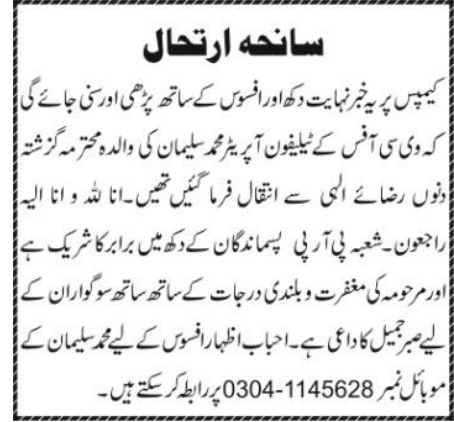 سانحہ ارتحال
کیمپس پر یہ خبر نہایت دکھ اور افسوس کے ساتھ پڑھی اور سنی جائے گی
کہ وی سی آفس کے ٹیلیفون آپریٹر محمد سلیمان کی والدہ محترمہ گزشتہ
دنوں رضائے الٰہی سے انتقال فرما گئیں تھیں۔ انا للہ و انا الیہ
راجعون۔ شعبہ پی آر پی پسماندگان کے دکھ میں برابر کا شریک ہے
اور مرحومہ کی مغفرت و بلندی درجات کے ساتھ ساتھ سوگواران کے
لیے صبر جمیل کا داعی ہے۔ احباب اظہار افسوس کے لیے محمد سلیمان کے
موبائل نمبر 0304-1145628 پر رابطہ کر سکتے ہیں۔